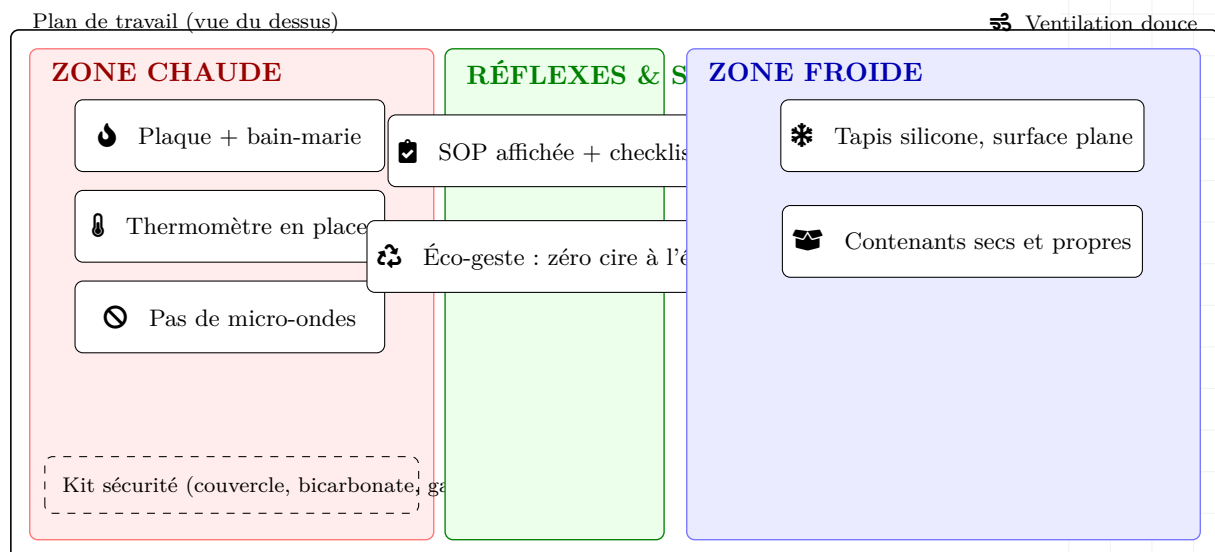 Plan de travail (vue du dessus)
Ventilation douce
ZONE CHAUDE
Plaque + bain-marie
Thermomètre en place
Pas de micro-ondes
Kit sécurité (couvercle, bicarbonate, ga
RÉFLEXES & S
SOP affichée + checklis
Éco-geste : zéro cire à l'é
ZONE FROIDE
Tapis silicone, surface plane
Contenants secs et propres